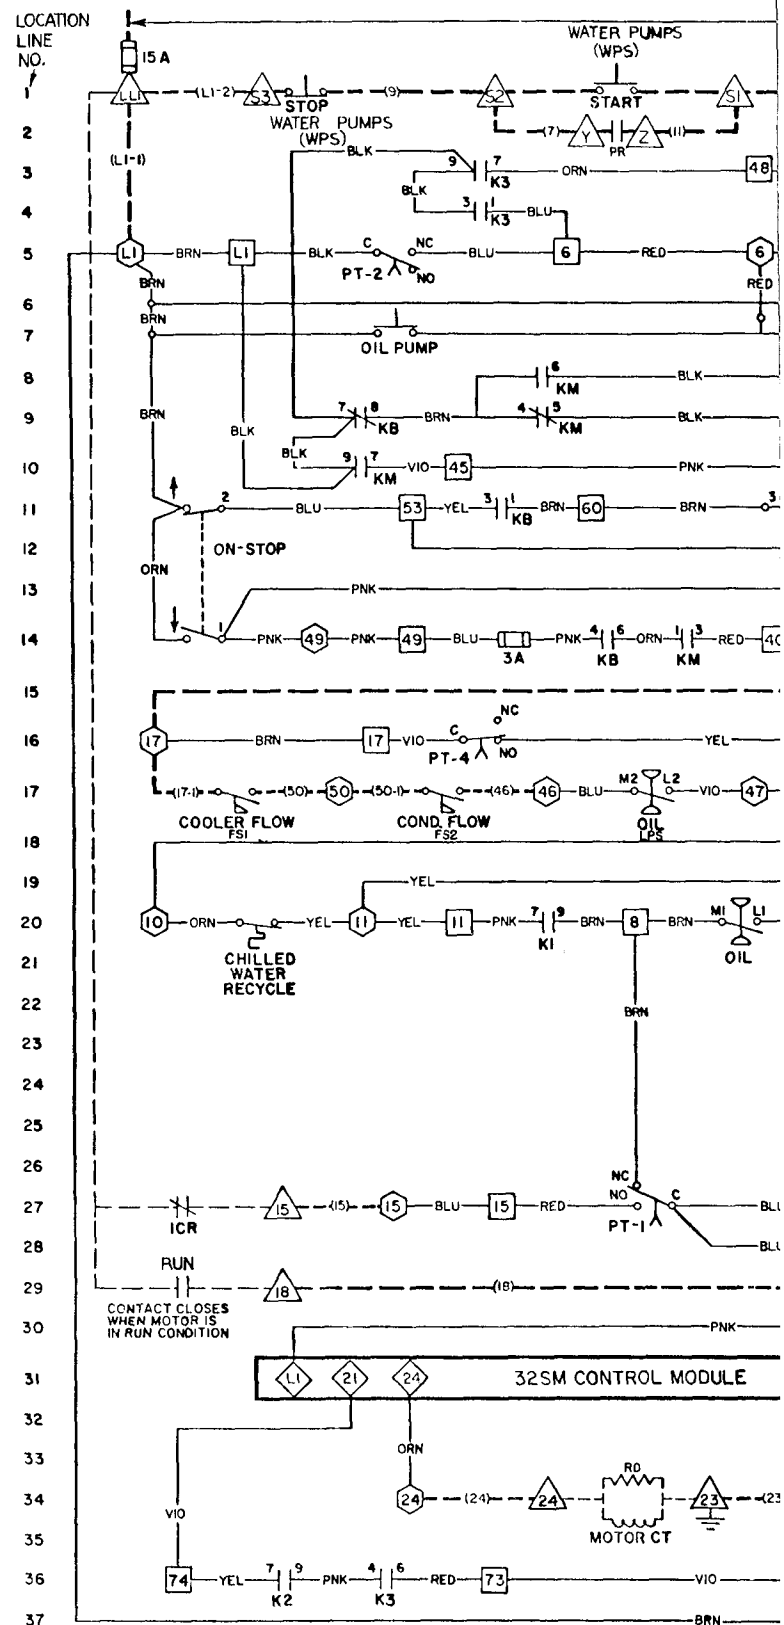 LOCATION
LINE
NO.
15 A
WATER PUMPS
(WPS)
1 LL1 (L1-2) S3 STOP (9) S2 START S1
WATER PUMPS
(WPS)
2 (7) Y PR Z (11)
(L1-1)
3 BLK 9 7 K3 ORN 48
BLK
4 3 1 K3 BLU
5 L1 BRN L1 BLK C NC BLU 6 RED 6
PT-2 NO
BRN RED
6
BRN
7 OIL PUMP
8 6 KM BLK
9 BRN BLK 7 8 KB BRN 4 5 KM BLK
BLK
10 9 7 KM VIO 45 PNK
11 2 BLU 53 YEL 3 1 KB BRN 60 BRN 3
12 ON-STOP
ORN
13 PNK
14 1 PNK 49 PNK 49 BLU 3A PNK 4 6 KB ORN 1 3 KM RED 40
15
NC
16 17 BRN 17 VIO C PT-4 NO YEL
17 (17-1) (50) 50 (50-1) (46) 46 BLU M2 L2 VIO 47
COOLER FLOW COND. FLOW OIL
FS1 FS2 LPS
18
19 YEL
20 10 ORN YEL 11 YEL 11 PNK 7 9 K1 BRN 8 BRN M1 L1
21 CHILLED OIL
WATER
RECYCLE
22
BRN
23
24
25
26
NC
27 1CR 15 (15) 15 BLU 15 RED NO C BLU
PT-1
28 BLU
RUN
29 18 (18)
CONTACT CLOSES
WHEN MOTOR IS
IN RUN CONDITION
30 PNK
31 L1 21 24 32SM CONTROL MODULE
32
33 ORN
RD
34 24 (24) 24 23 (23
VIO MOTOR CT
35
36 74 YEL 7 9 K2 PNK 4 6 K3 RED 73 VIO
37 BRN